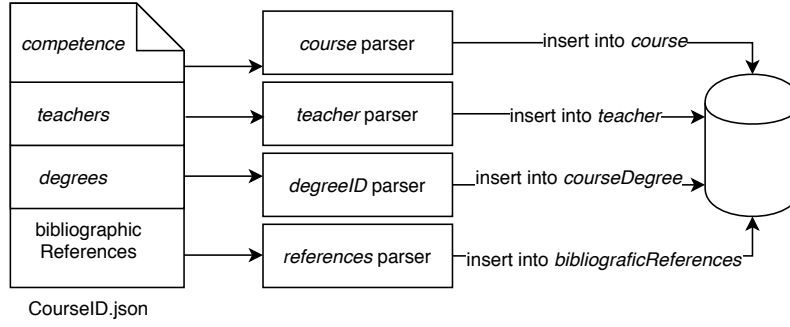 competence
course parser
insert into course
teachers
teacher parser
insert into teacher
degrees
degreeID parser
insert into courseDegree
bibliographic
References
references parser
insert into bibliograficReferences
CourseID.json